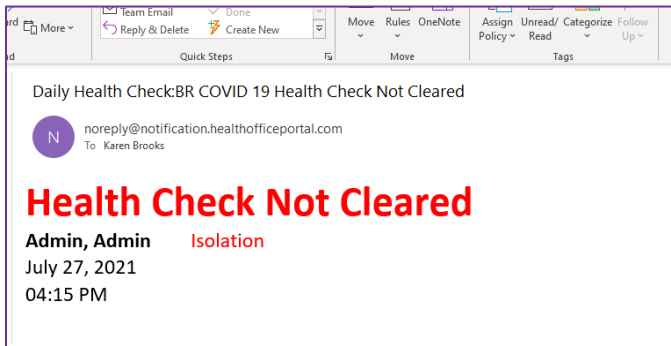 Team Email
Done
rd
More
Reply & Delete
Create New
Move
Rules
OneNote
Assign
Policy
Unread/
Read
Categorize
Follow
Up
Quick Steps
Move
Tags
Daily Health Check:BR COVID 19 Health Check Not Cleared
N
noreply@notification.healthofficeportal.com
To Karen Brooks
Health Check Not Cleared
Admin, Admin Isolation
July 27, 2021
04:15 PM